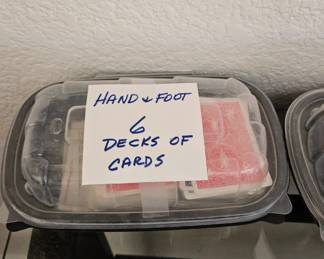 HAND & FOOT
6
DECKS OF
CARDS